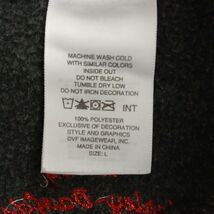 MACHINE WASH COLD
WITH SIMILAR COLORS
INSIDE OUT
DO NOT BLEACH
TUMBLE DRY LOW
DO NOT IRON DECORATION
INT
100% POLYESTER
EXCLUSIVE OF DECORATION
STYLE AND GRAPHICS
GVF IMAGEWEAR, INC.
MADE IN CHINA
SIZE: L